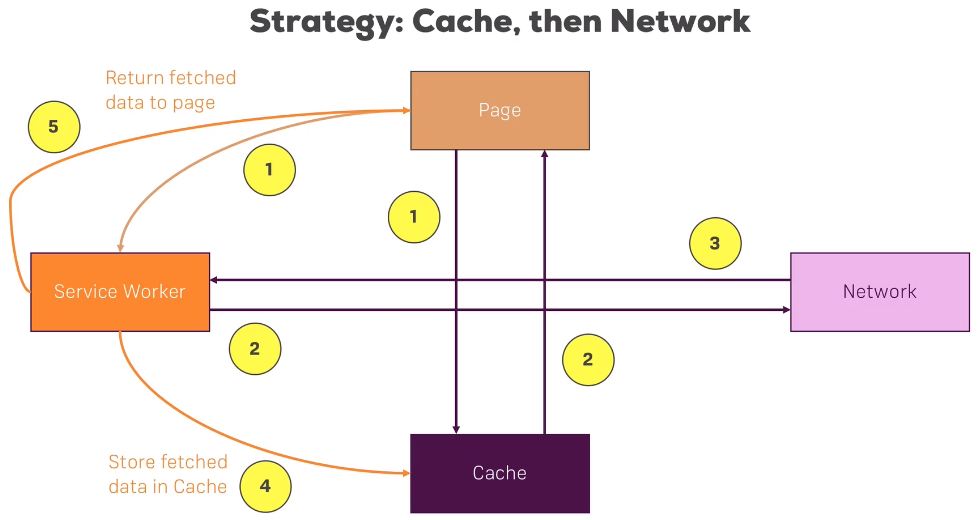 Strategy: Cache, then Network
Return fetched
data to page
Page
5
1
1
3
Service Worker
Network
2
2
Store fetched
data in Cache
4
Cache